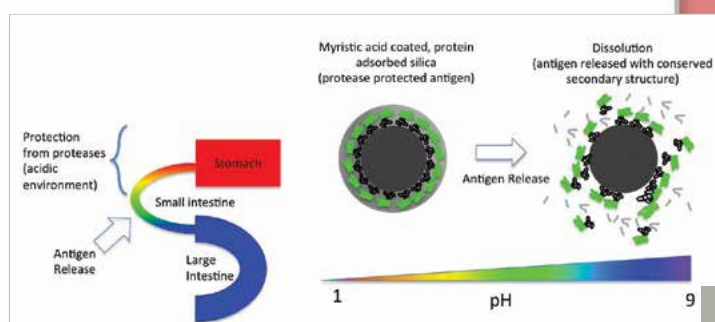 Protection
from proteases
(acidic
environment)
Stomach
Small intestine
Antigen
Release
Large
Intestine
Myristic acid coated, protein
adsorbed silica
(protease protected antigen)
Antigen Release
Dissolution
(antigen released with conserved
secondary structure)
1
pH
9